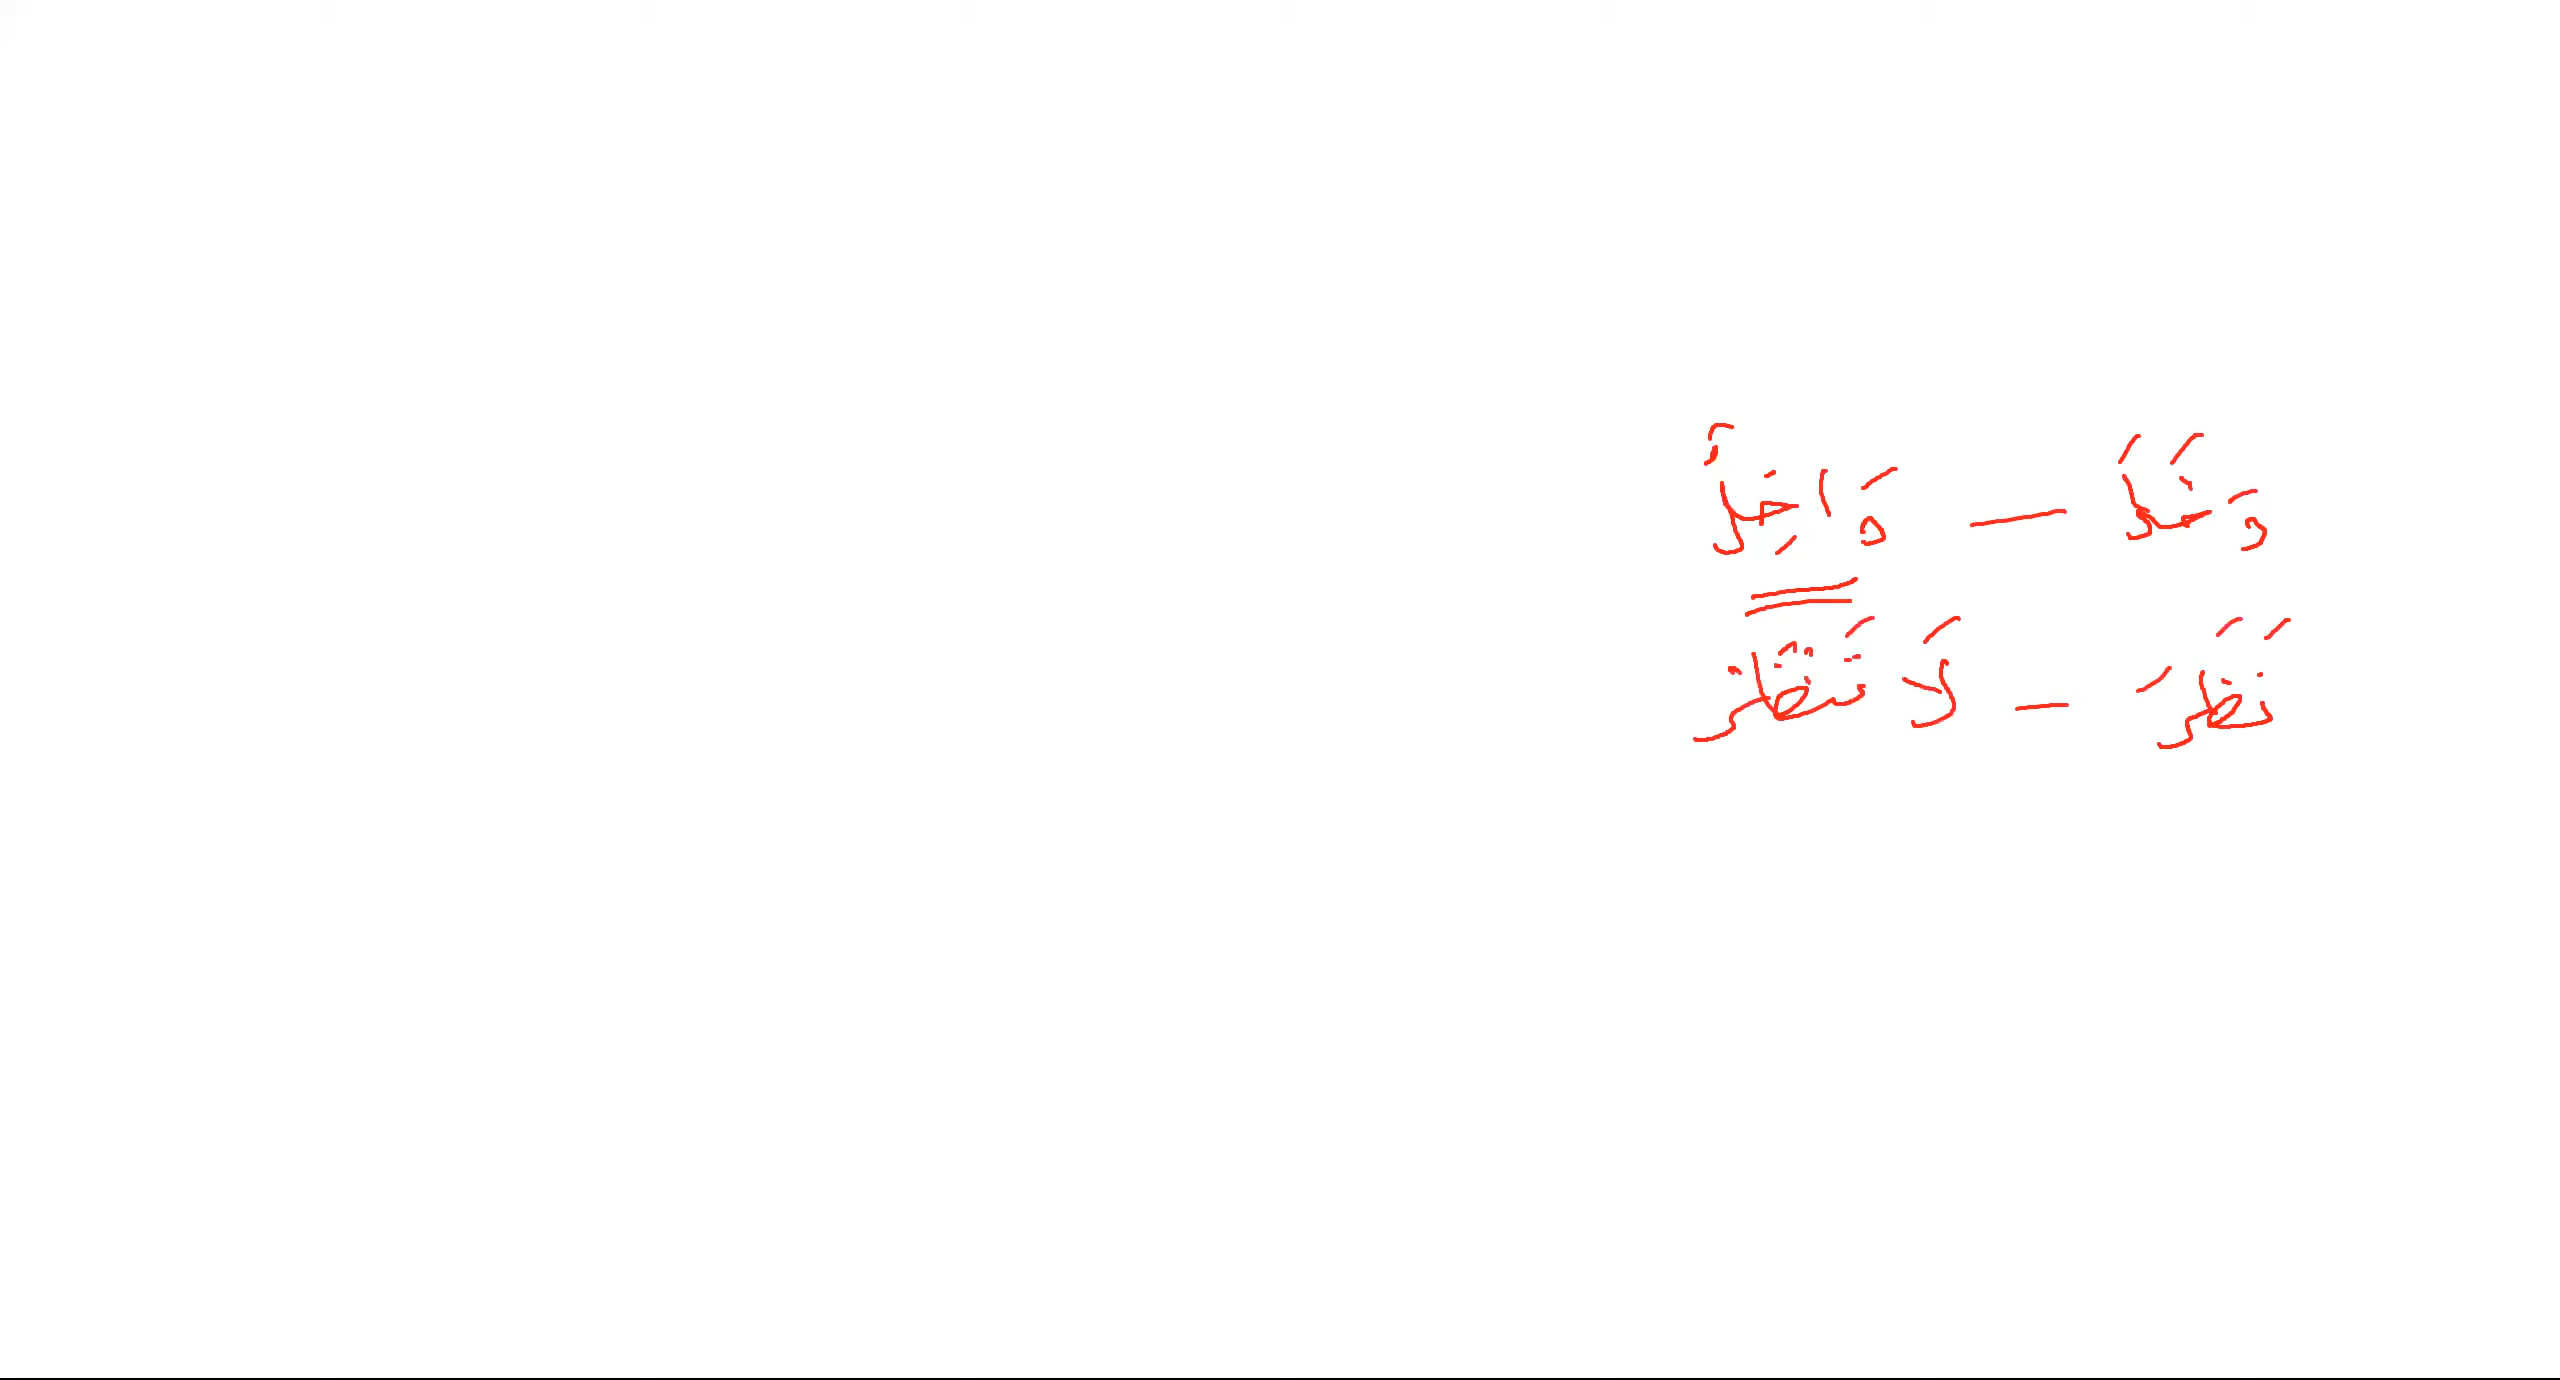 دَخَلَ — دَاخِلٌ
نَظَرَ — لَا تَنْظُرْ